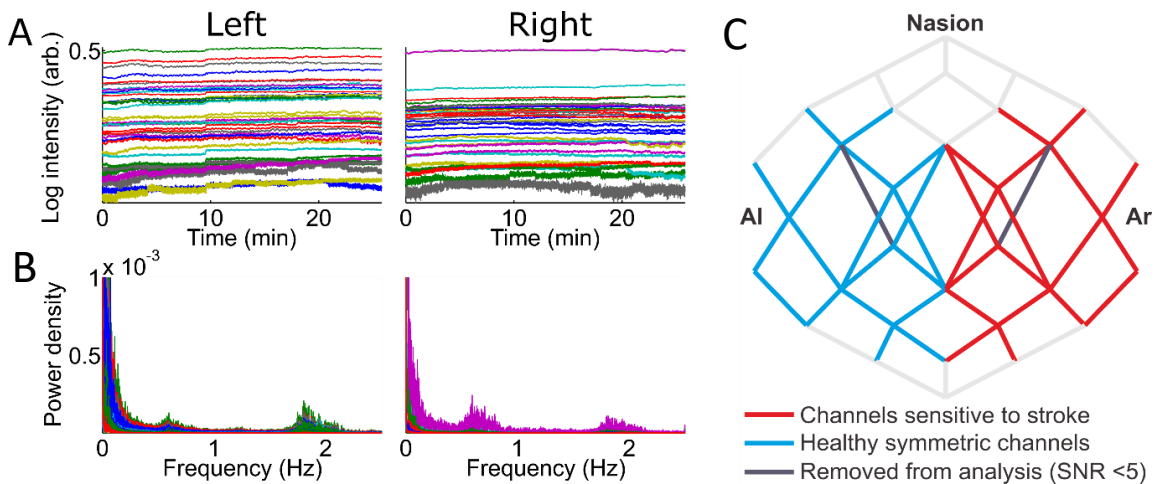 A
Left
Right
Log intensity (arb.)
0.5
0
10
20
Time (min)
0
10
20
Time (min)
B
1 x 10 -3
Power density
0.5
0
1
2
Frequency (Hz)
0
1
2
Frequency (Hz)
C
Nasion
Al
Ar
Channels sensitive to stroke
Healthy symmetric channels
Removed from analysis (SNR <5)